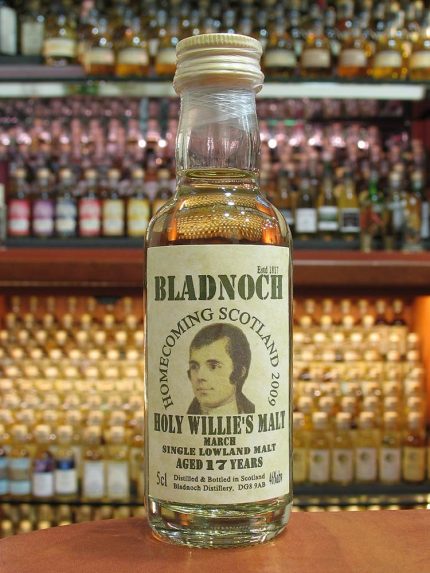 Estd 1817
BLADNOCH
HOMECOMING SCOTLAND 2009
HOLY WILLIE'S MALT
MARCH
SINGLE LOWLAND MALT
AGED 17 YEARS
5cl Distilled & Bottled in Scotland 46%abv
Bladnoch Distillery, DG8 9AB